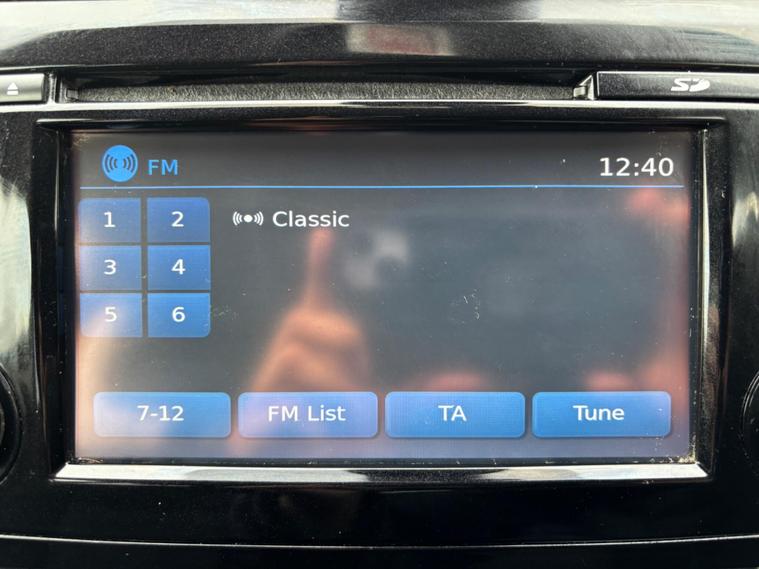 SD
FM 12:40
1 2 Classic
3 4
5 6
7-12 FM List TA Tune